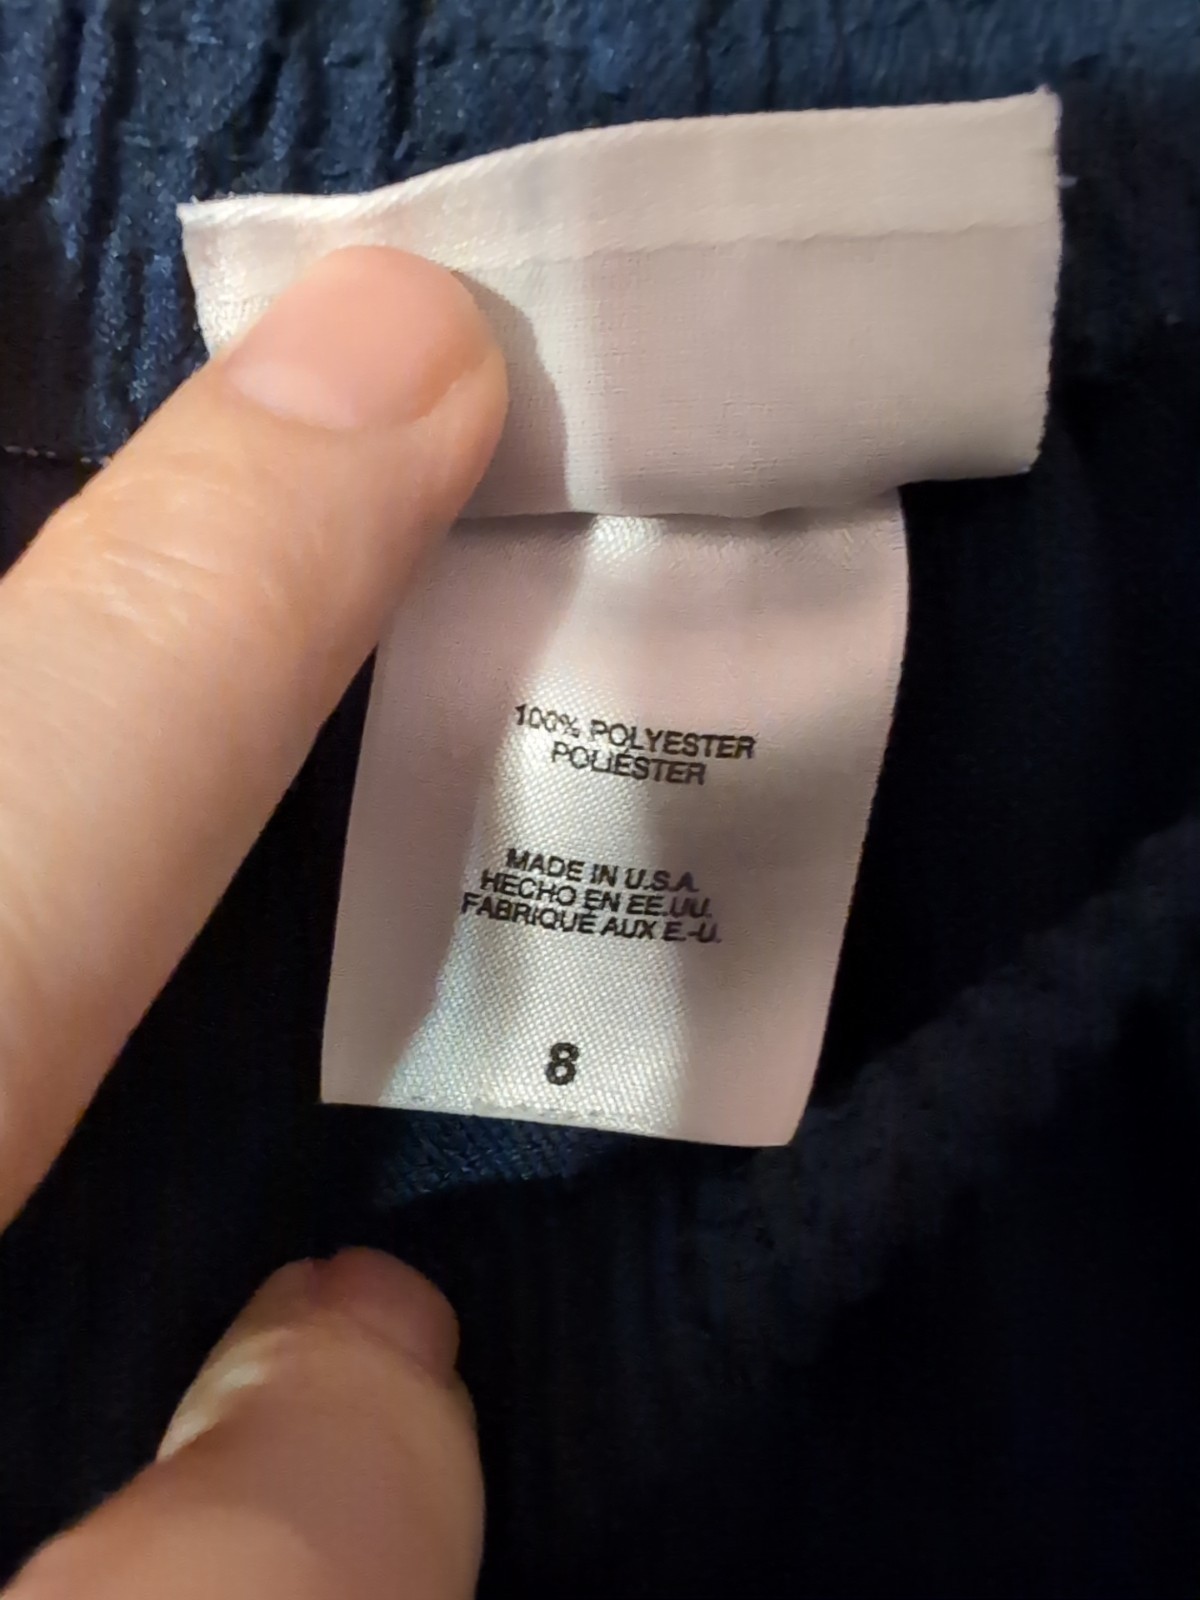 100% POLYESTER
POLIÉSTER
MADE IN U.S.A.
HECHO EN EE.UU.
FABRIQUÉ AUX E.-U.
8